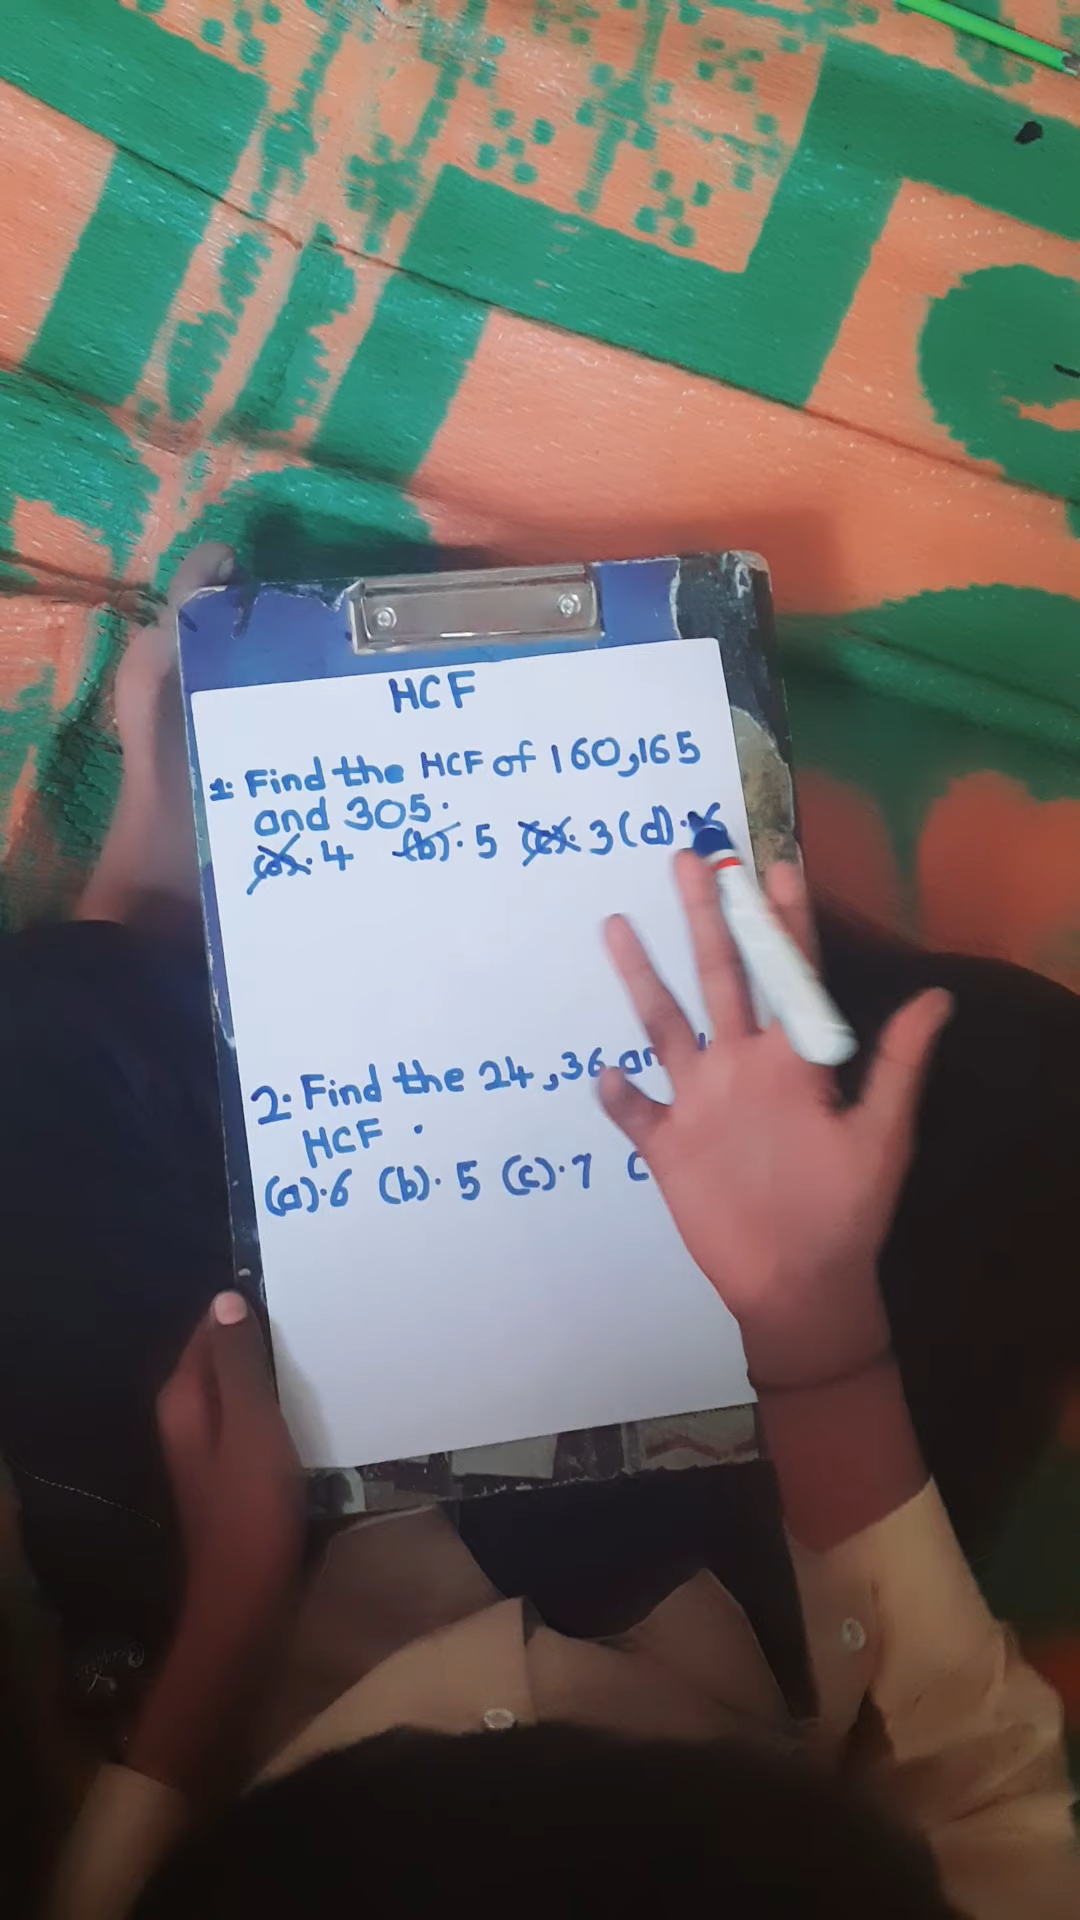 HCF
1. Find the HCF of 160,165
and 305.
(a). 4 (b). 5 (c). 3 (d).
2. Find the 24,36
HCF .
(a).6 (b). 5 (c).7